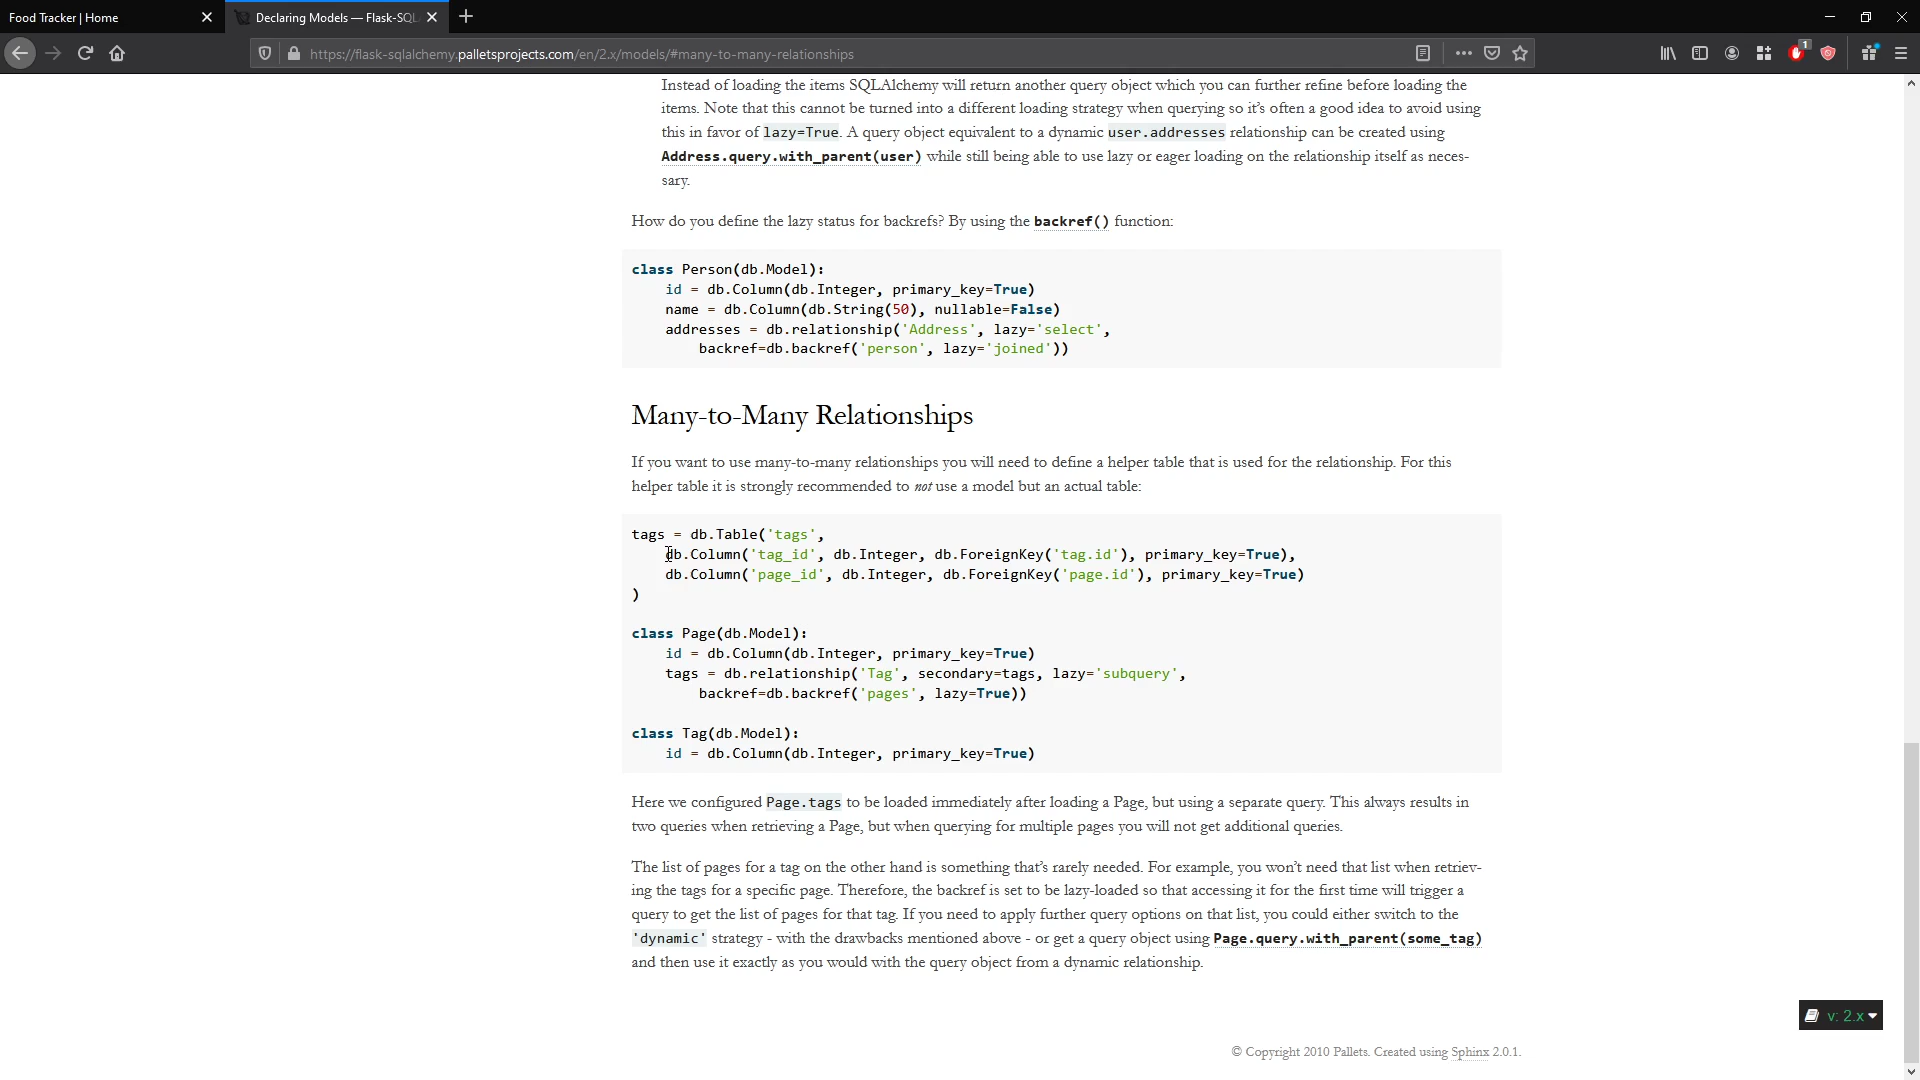 Food Tracker | Home
Declaring Models — Flask-SQL
https://flask-sqlalchemy.palletsprojects.com/en/2.x/models/#many-to-many-relationships
1
Instead of loading the items SQLAlchemy will return another query object which you can further refine before loading the
items. Note that this cannot be turned into a different loading strategy when querying so it’s often a good idea to avoid using
this in favor of lazy=True. A query object equivalent to a dynamic user.addresses relationship can be created using
Address.query.with_parent(user) while still being able to use lazy or eager loading on the relationship itself as neces-
sary.
How do you define the lazy status for backrefs? By using the backref() function:
class Person(db.Model):
    id = db.Column(db.Integer, primary_key=True)
    name = db.Column(db.String(50), nullable=False)
    addresses = db.relationship('Address', lazy='select',
        backref=db.backref('person', lazy='joined'))
Many-to-Many Relationships
If you want to use many-to-many relationships you will need to define a helper table that is used for the relationship. For this
helper table it is strongly recommended to not use a model but an actual table:
tags = db.Table('tags',
    db.Column('tag_id', db.Integer, db.ForeignKey('tag.id'), primary_key=True),
    db.Column('page_id', db.Integer, db.ForeignKey('page.id'), primary_key=True)
)
class Page(db.Model):
    id = db.Column(db.Integer, primary_key=True)
    tags = db.relationship('Tag', secondary=tags, lazy='subquery',
        backref=db.backref('pages', lazy=True))
class Tag(db.Model):
    id = db.Column(db.Integer, primary_key=True)
Here we configured Page.tags to be loaded immediately after loading a Page, but using a separate query. This always results in
two queries when retrieving a Page, but when querying for multiple pages you will not get additional queries.
The list of pages for a tag on the other hand is something that’s rarely needed. For example, you won’t need that list when retriev-
ing the tags for a specific page. Therefore, the backref is set to be lazy-loaded so that accessing it for the first time will trigger a
query to get the list of pages for that tag. If you need to apply further query options on that list, you could either switch to the
'dynamic' strategy - with the drawbacks mentioned above - or get a query object using Page.query.with_parent(some_tag)
and then use it exactly as you would with the query object from a dynamic relationship.
v: 2.x
© Copyright 2010 Pallets. Created using Sphinx 2.0.1.